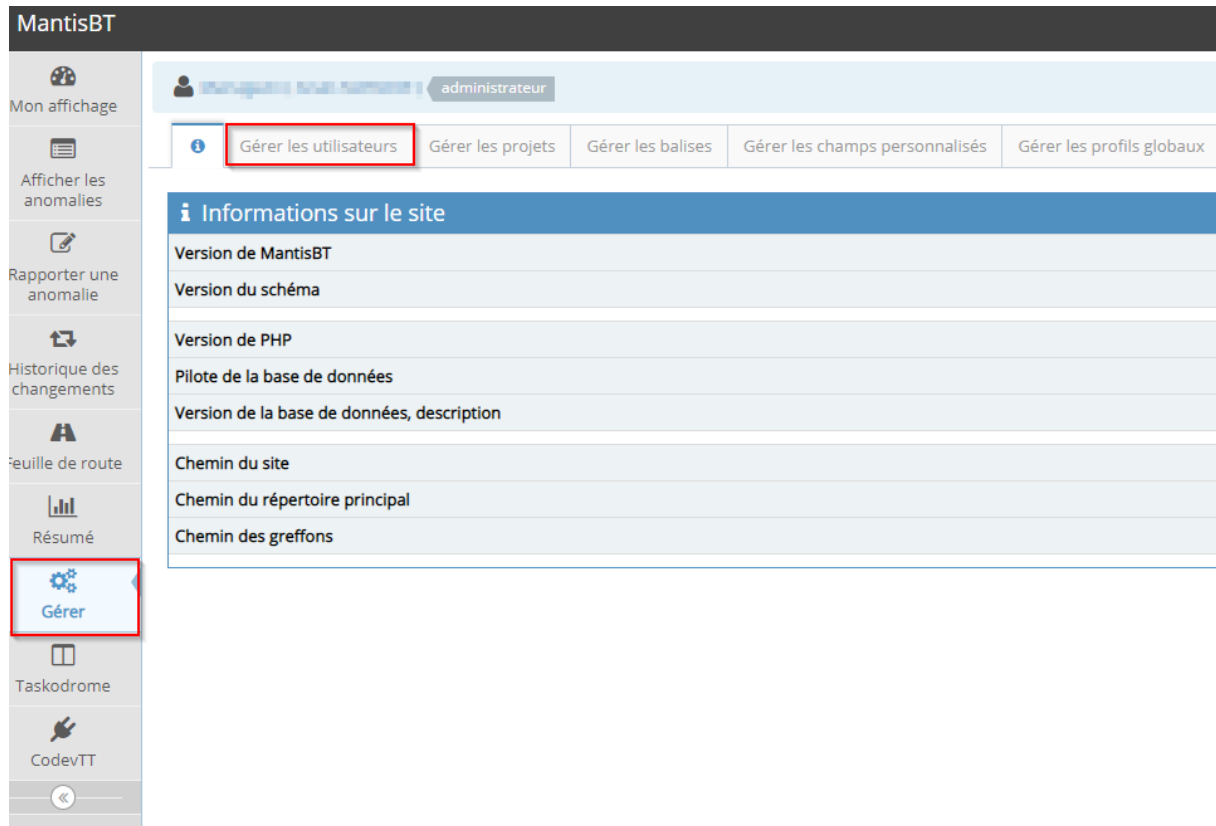 MantisBT
Mon affichage
Afficher les
anomalies
Rapporter une
anomalie
Historique des
changements
Feuille de route
Résumé
Gérer
Taskodrome
CodevTT
administrateur
Gérer les utilisateurs
Gérer les projets
Gérer les balises
Gérer les champs personnalisés
Gérer les profils globaux
Informations sur le site
Version de MantisBT
Version du schéma
Version de PHP
Pilote de la base de données
Version de la base de données, description
Chemin du site
Chemin du répertoire principal
Chemin des greffons